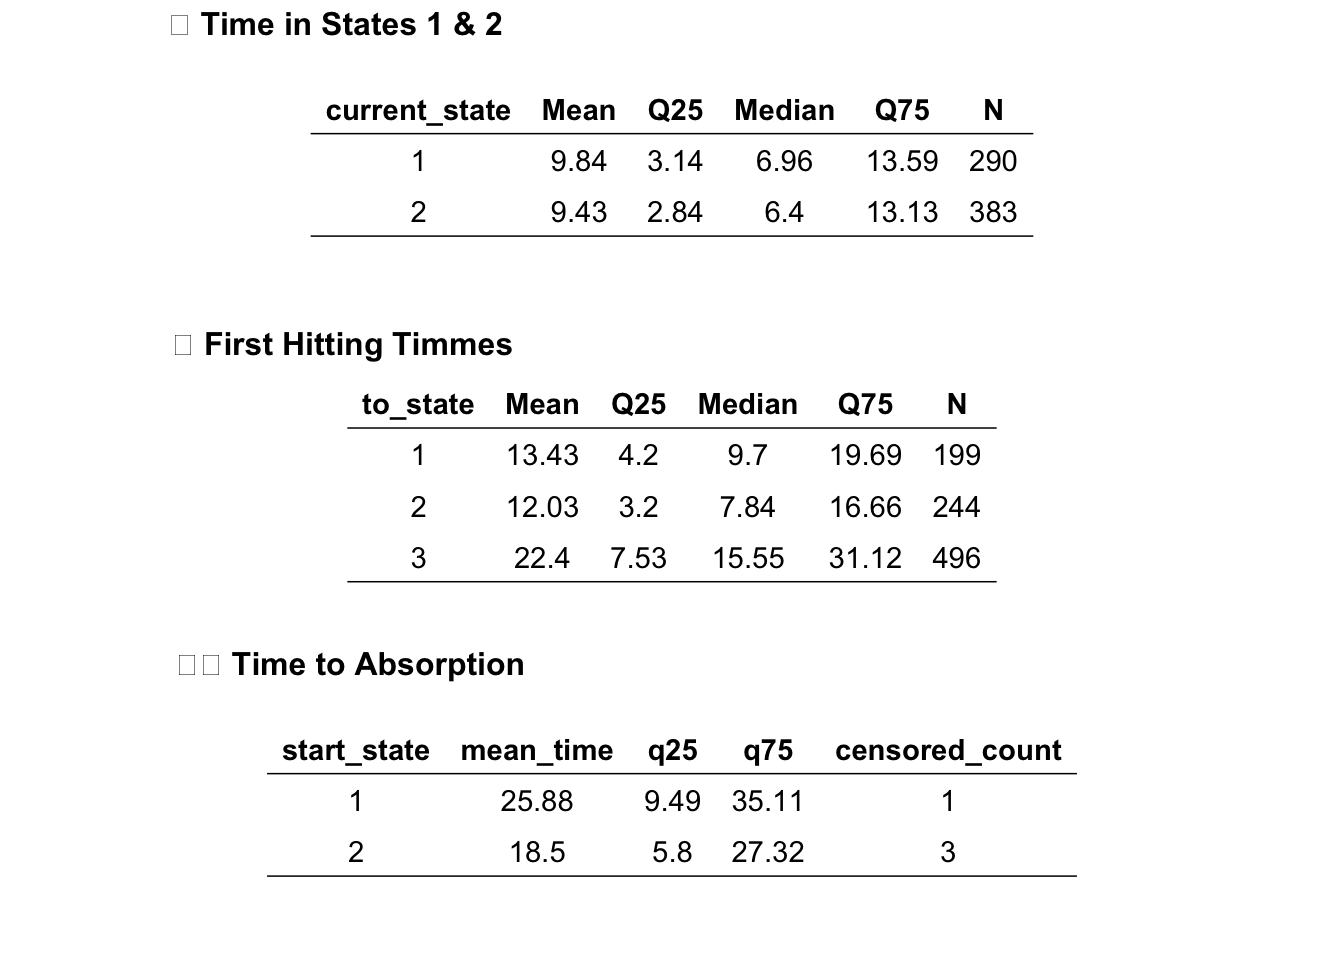 Time in States 1 & 2
current_state Mean Q25 Median Q75 N
1 9.84 3.14 6.96 13.59 290
2 9.43 2.84 6.4 13.13 383
First Hitting Timmes
to_state Mean Q25 Median Q75 N
1 13.43 4.2 9.7 19.69 199
2 12.03 3.2 7.84 16.66 244
3 22.4 7.53 15.55 31.12 496
Time to Absorption
start_state mean_time q25 q75 censored_count
1 25.88 9.49 35.11 1
2 18.5 5.8 27.32 3